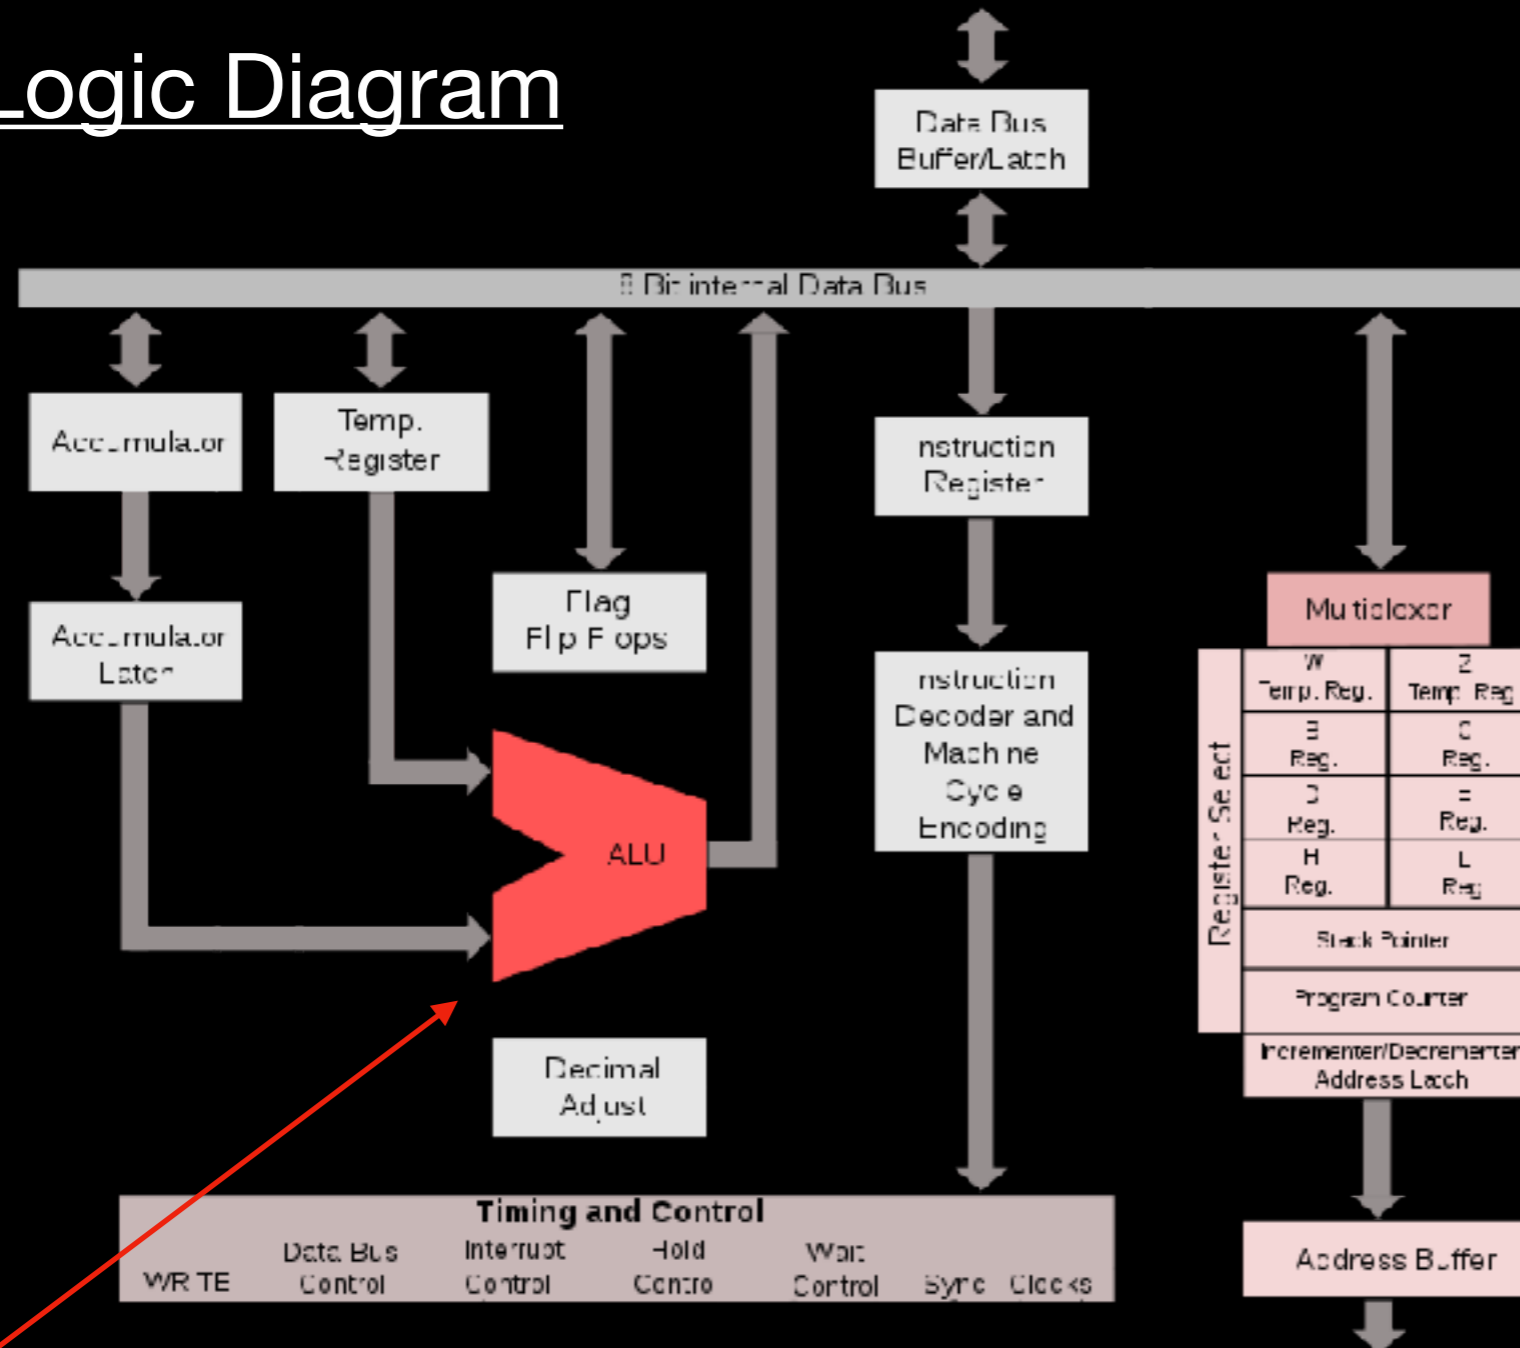 Logic Diagram
Data Bus
Buffer/Latch
8 Bit internal Data Bus
Accumulator
Temp.
Register
Instruction
Register
Flag
Flip Flops
Accumulator
Latch
Instruction
Decoder and
Machine
Cycle
Encoding
ALU
Decimal
Adjust
Multiplexer
Register Select
W
Temp. Reg.
Z
Temp. Reg
B
Reg.
C
Reg.
D
Reg.
E
Reg.
H
Reg.
L
Reg
Stack Pointer
Program Counter
Incrementer/Decrementer
Address Latch
Address Buffer
Timing and Control
WRITE
Data Bus
Control
Interrupt
Control
Hold
Control
Wait
Control
Sync
Clocks